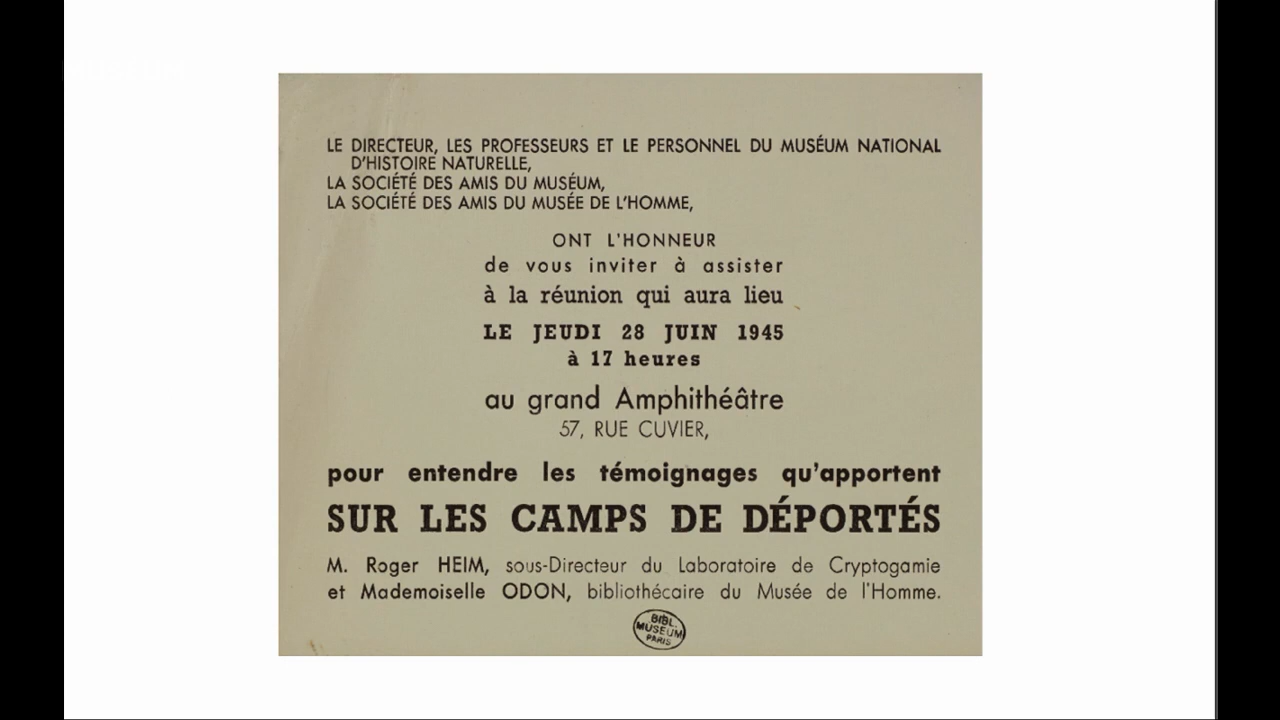 MUSEUM
LE DIRECTEUR, LES PROFESSEURS ET LE PERSONNEL DU MUSÉUM NATIONAL
D'HISTOIRE NATURELLE,
LA SOCIÉTÉ DES AMIS DU MUSÉUM,
LA SOCIÉTÉ DES AMIS DU MUSÉE DE L'HOMME,
ONT L'HONNEUR
de vous inviter à assister
à la réunion qui aura lieu
LE JEUDI 28 JUIN 1945
à 17 heures
au grand Amphithéâtre
57, RUE CUVIER,
pour entendre les témoignages qu'apportent
SUR LES CAMPS DE DÉPORTÉS
M. Roger HEIM, sous-Directeur du Laboratoire de Cryptogamie
et Mademoiselle ODON, bibliothécaire du Musée de l'Homme.
BIBL.
MUSEUM
PARIS